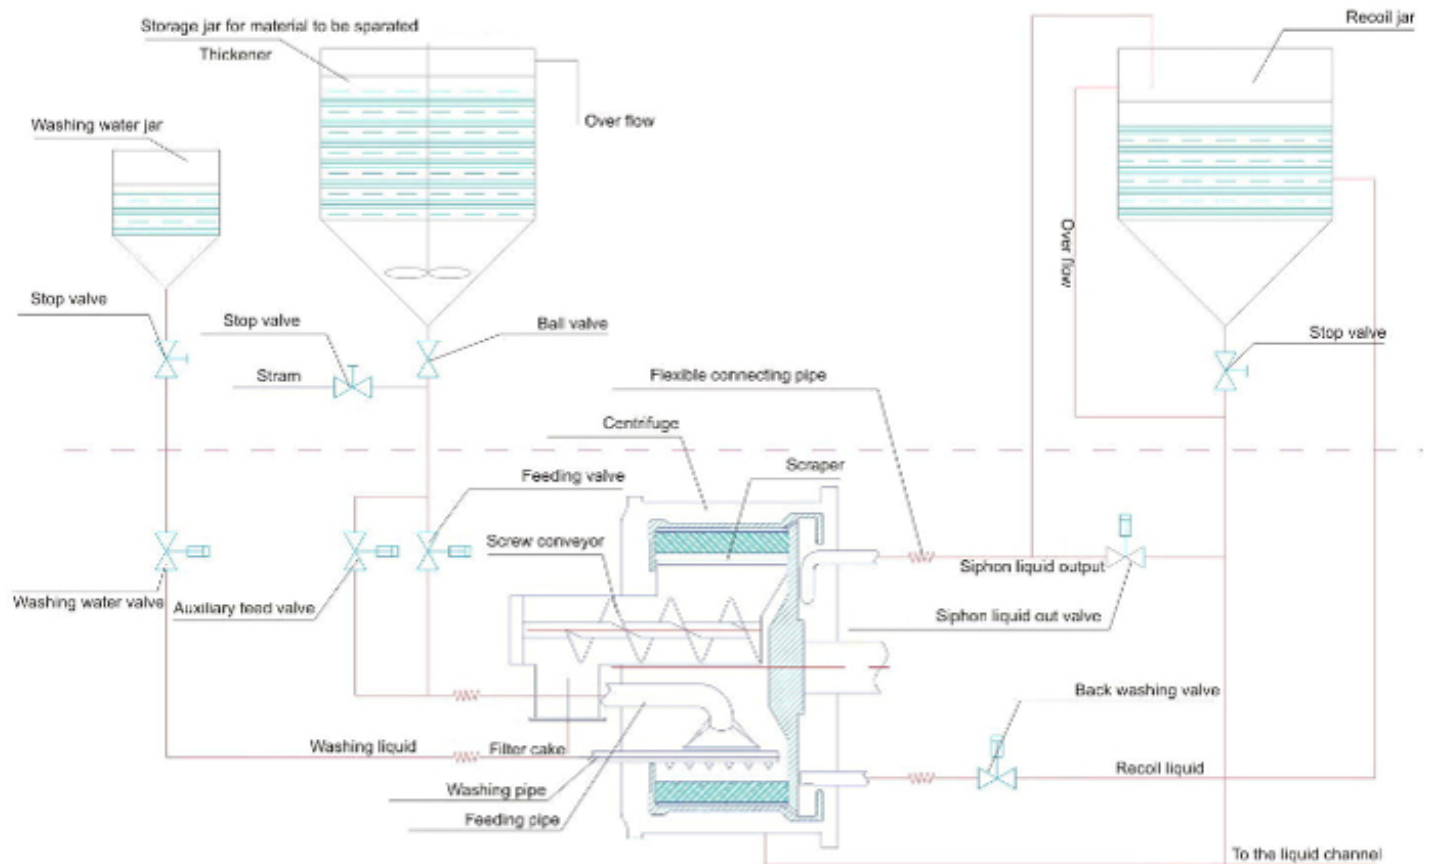 Storage jar for material to be sparated
Thickener
Recoil jar
Washing water jar
Over flow
Over flow
Stop valve
Stop valve
Ball valve
Stop valve
Stram
Flexible connecting pipe
Centrifuge
Scraper
Feeding valve
Screw conveyor
Siphon liquid output
Washing water valve
Auxiliary feed valve
Siphon liquid out valve
Back washing valve
Washing liquid
Filter cake
Recoil liquid
Washing pipe
Feeding pipe
To the liquid channel